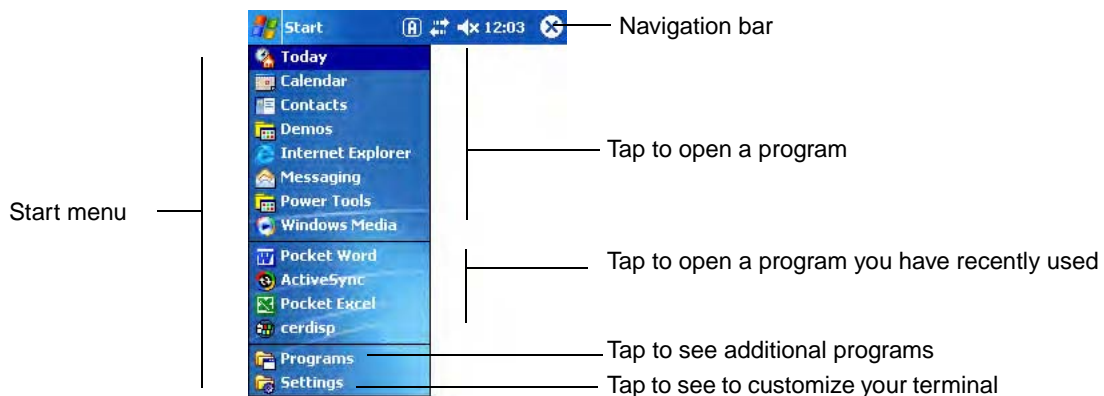 Start 12:03
Navigation bar
Today
Calendar
Contacts
Demos
Internet Explorer
Messaging
Power Tools
Windows Media
Tap to open a program
Start menu
Pocket Word
ActiveSync
Pocket Excel
cerdisp
Tap to open a program you have recently used
Programs
Tap to see additional programs
Settings
Tap to see to customize your terminal